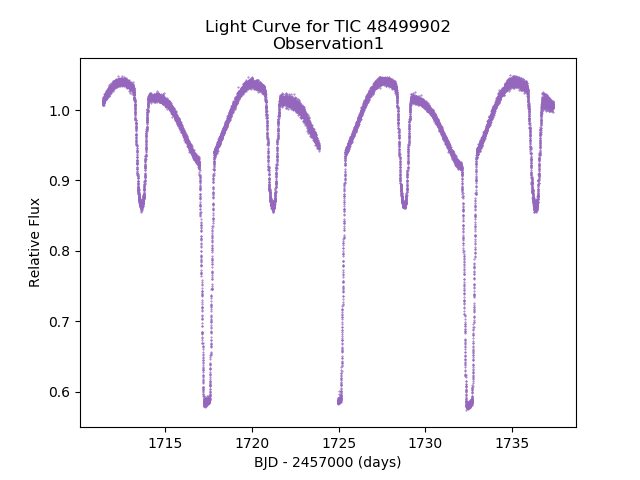 Light Curve for TIC 48499902
Observation1
1.0
0.9
0.8
0.7
0.6
Relative Flux
1715
1720
1725
1730
1735
BJD - 2457000 (days)